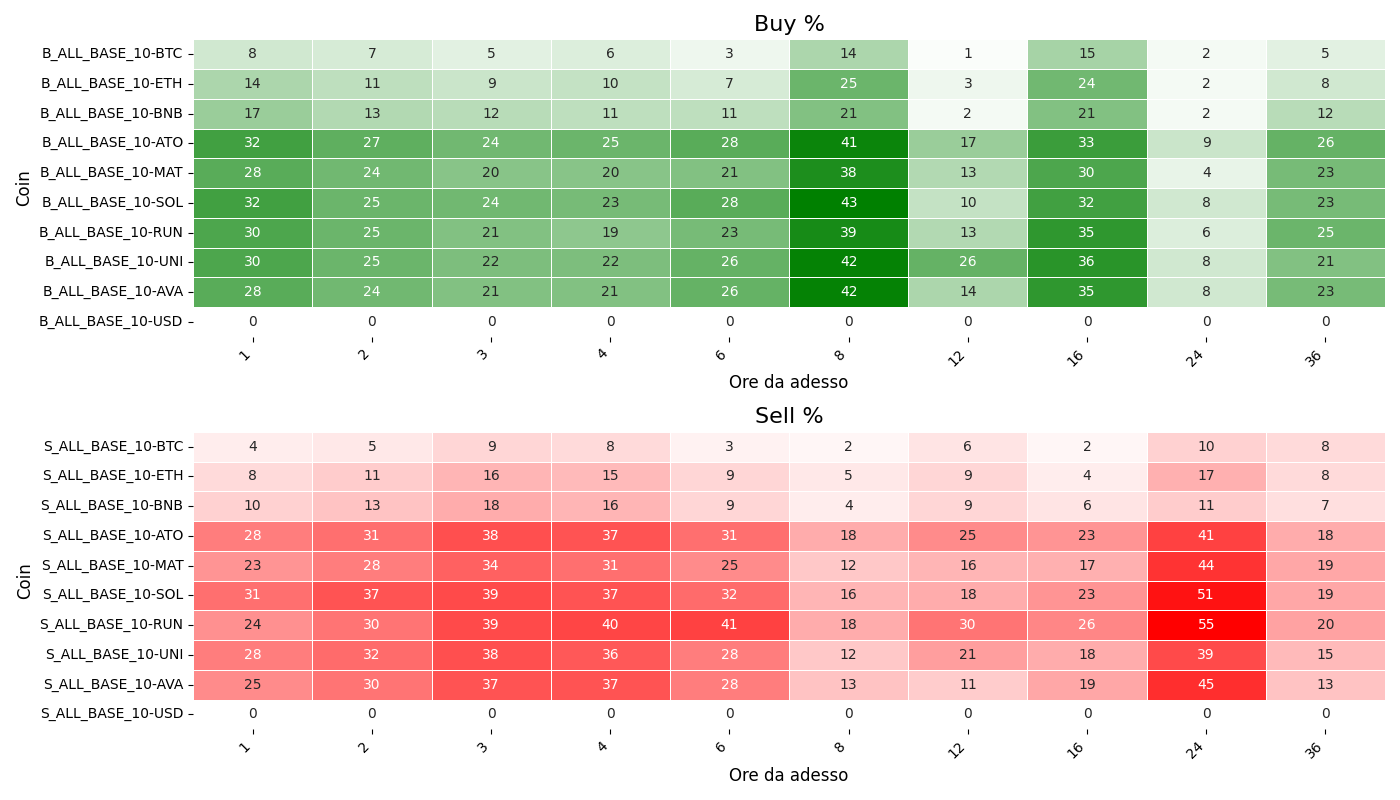 Buy %
Coin
B_ALL_BASE_10-BTC 8 7 5 6 3 14 1 15 2 5
B_ALL_BASE_10-ETH 14 11 9 10 7 25 3 24 2 8
B_ALL_BASE_10-BNB 17 13 12 11 11 21 2 21 2 12
B_ALL_BASE_10-ATO 32 27 24 25 28 41 17 33 9 26
B_ALL_BASE_10-MAT 28 24 20 20 21 38 13 30 4 23
B_ALL_BASE_10-SOL 32 25 24 23 28 43 10 32 8 23
B_ALL_BASE_10-RUN 30 25 21 19 23 39 13 35 6 25
B_ALL_BASE_10-UNI 30 25 22 22 26 42 26 36 8 21
B_ALL_BASE_10-AVA 28 24 21 21 26 42 14 35 8 23
B_ALL_BASE_10-USD 0 0 0 0 0 0 0 0 0 0
1 2 3 4 6 8 12 16 24 36
Ore da adesso
Sell %
Coin
S_ALL_BASE_10-BTC 4 5 9 8 3 2 6 2 10 8
S_ALL_BASE_10-ETH 8 11 16 15 9 5 9 4 17 8
S_ALL_BASE_10-BNB 10 13 18 16 9 4 9 6 11 7
S_ALL_BASE_10-ATO 28 31 38 37 31 18 25 23 41 18
S_ALL_BASE_10-MAT 23 28 34 31 25 12 16 17 44 19
S_ALL_BASE_10-SOL 31 37 39 37 32 16 18 23 51 19
S_ALL_BASE_10-RUN 24 30 39 40 41 18 30 26 55 20
S_ALL_BASE_10-UNI 28 32 38 36 28 12 21 18 39 15
S_ALL_BASE_10-AVA 25 30 37 37 28 13 11 19 45 13
S_ALL_BASE_10-USD 0 0 0 0 0 0 0 0 0 0
1 2 3 4 6 8 12 16 24 36
Ore da adesso